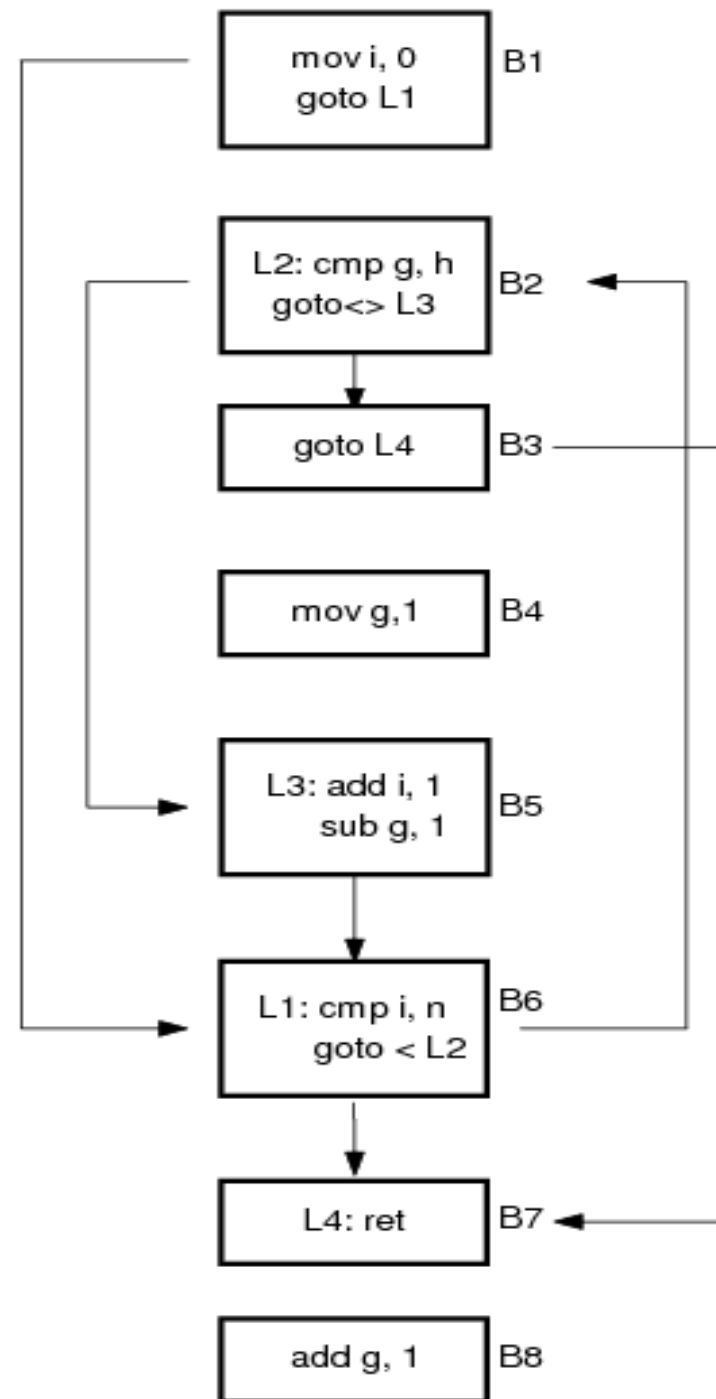 mov i, 0
goto L1
B1
L2: cmp g, h
goto<> L3
B2
goto L4
B3
mov g,1
B4
L3: add i, 1
sub g, 1
B5
L1: cmp i, n
goto < L2
B6
L4: ret
B7
add g, 1
B8